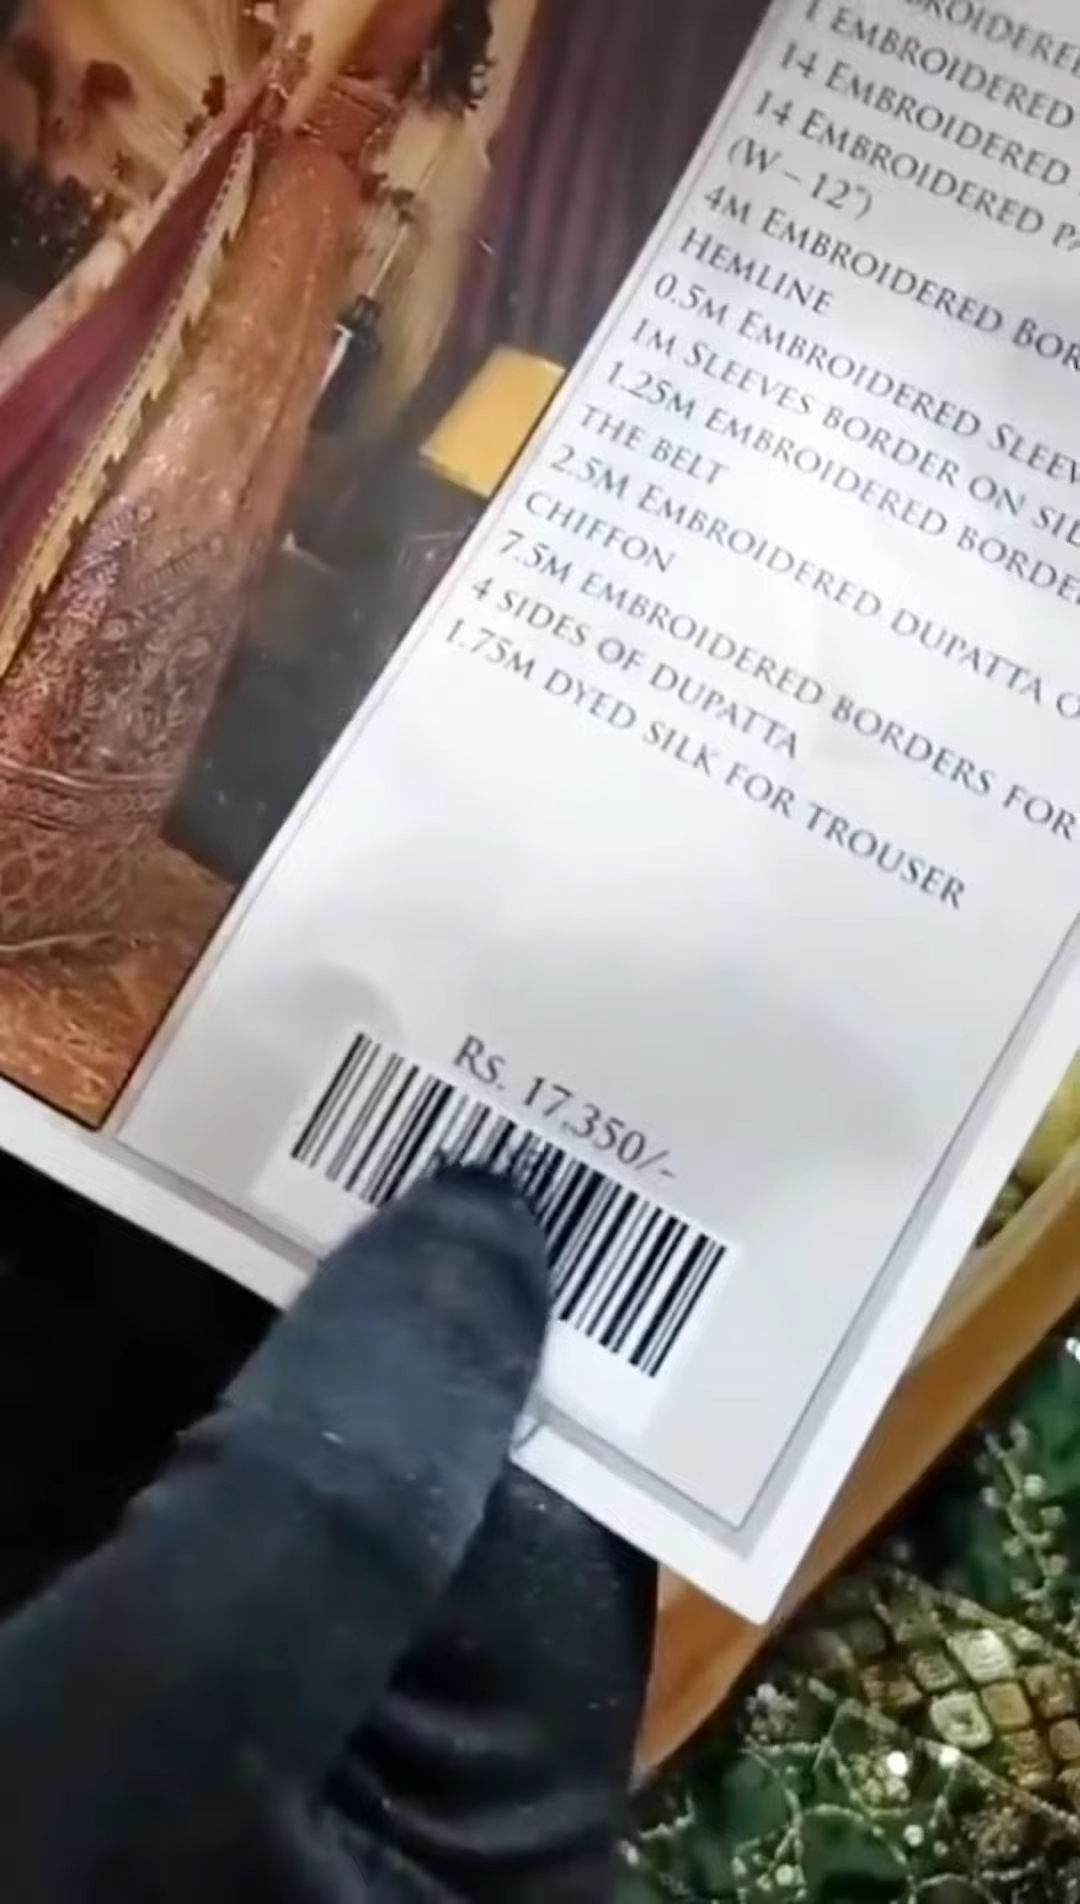 1 EMBROIDERED
14 EMBROIDERED
14 EMBROIDERED
(W – 12")
4M EMBROIDERED
HEMLINE
0.5M EMBROIDERED
1M SLEEVES BORDER ON
1.25M EMBROIDERED
THE BELT
2.5M EMBROIDERED DUPATTA
CHIFFON
7.5M EMBROIDERED BORDERS FOR
4 SIDES OF DUPATTA
1.75M DYED SILK FOR TROUSER
RS. 17,350/-